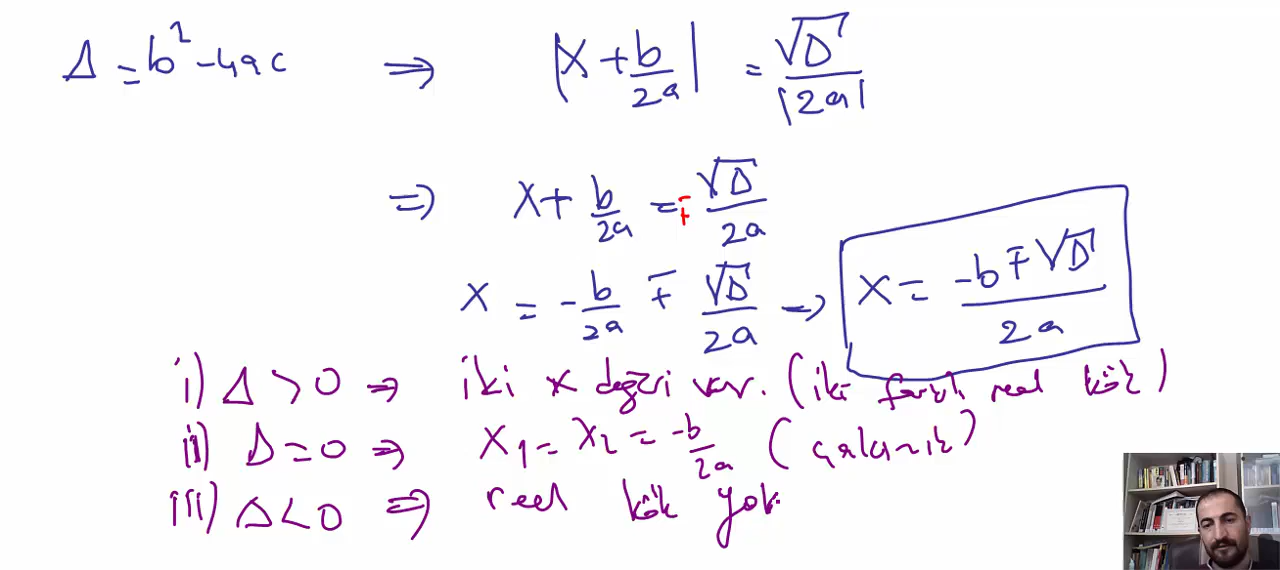 Δ = b² - 4ac ⇒ |x + b/2a| = √Δ/|2a|
⇒ x + b/2a = ∓ √Δ/2a
x = -b/2a ∓ √Δ/2a → x = (-b ∓ √Δ)/2a
i) Δ > 0 ⇒ iki x değeri var. (iki farklı reel kök)
ii) Δ = 0 ⇒ x₁ = x₂ = -b/2a (çakışık)
iii) Δ < 0 ⇒ reel kök yok